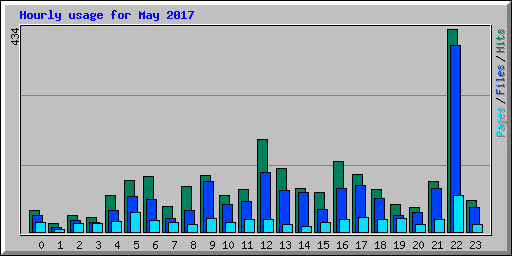 Hourly usage for May 2017
434
Pages / Files / Hits
0 1 2 3 4 5 6 7 8 9 10 11 12 13 14 15 16 17 18 19 20 21 22 23